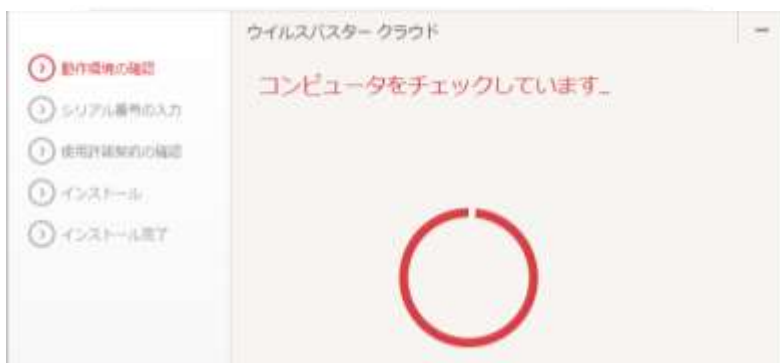 ウイルスバスター クラウド
動作環境の確認
コンピュータをチェックしています...
シリアル番号の入力
使用許諾契約の確認
インストール
インストール完了